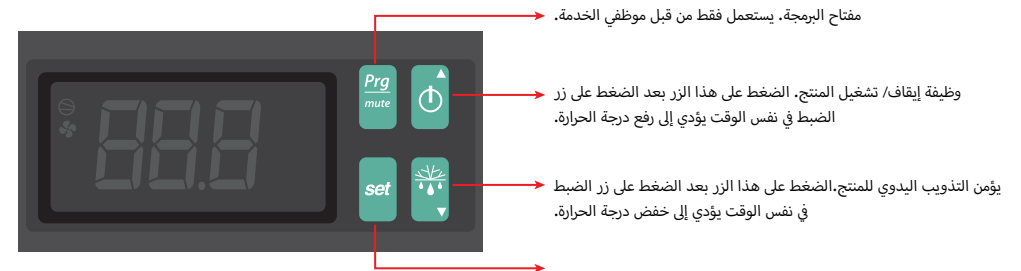 مفتاح البرمجة. يستعمل فقط من قبل موظفي الخدمة.
Prg
mute
وظيفة إيقاف/ تشغيل المنتج. الضغط على هذا الزر بعد الضغط على زر
الضبط في نفس الوقت يؤدي إلى رفع درجة الحرارة.
88.8
set
يؤمن التذويب اليدوي للمنتج.الضغط على هذا الزر بعد الضغط على زر الضبط
في نفس الوقت يؤدي إلى خفض درجة الحرارة.